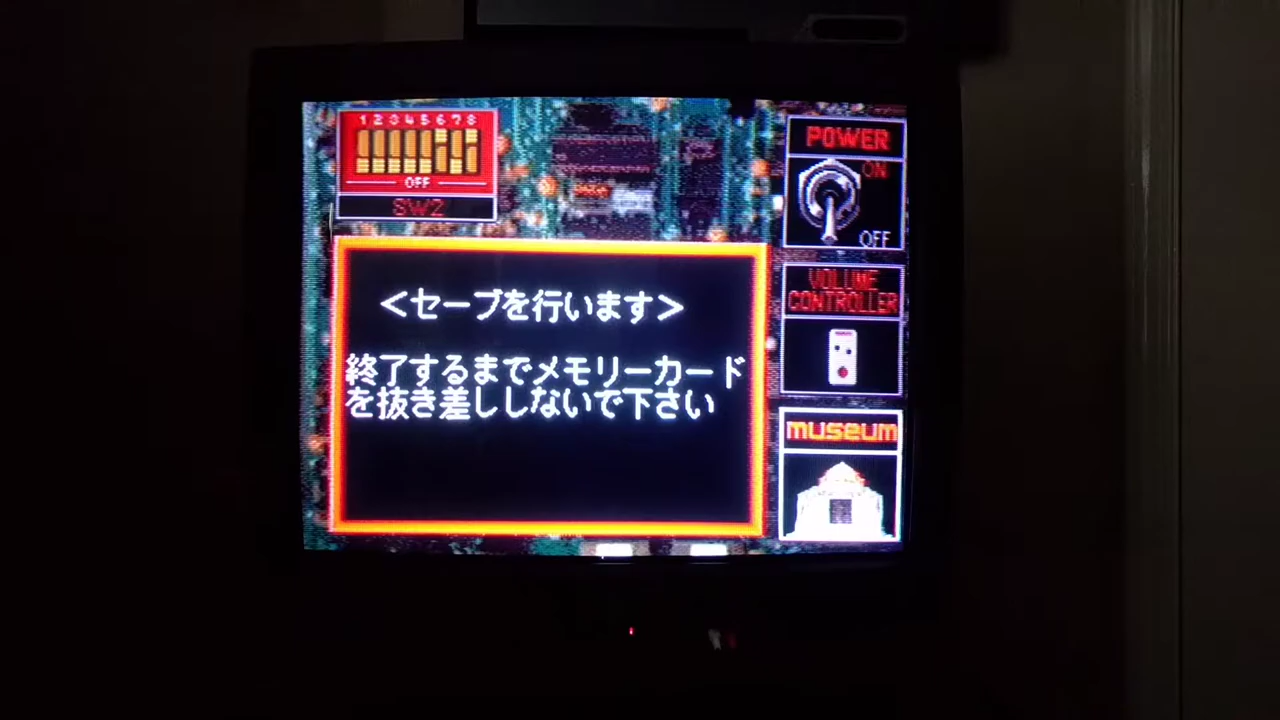 12345678
OFF
SW2
POWER
ON
OFF
<セーブを行います>
終了するまでメモリーカード
を抜き差ししないで下さい
VOLUME
CONTROLLER
museum